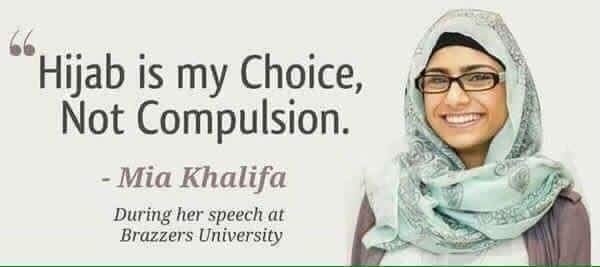 “Hijab is my Choice,
Not Compulsion.
- Mia Khalifa
During her speech at
Brazzers University